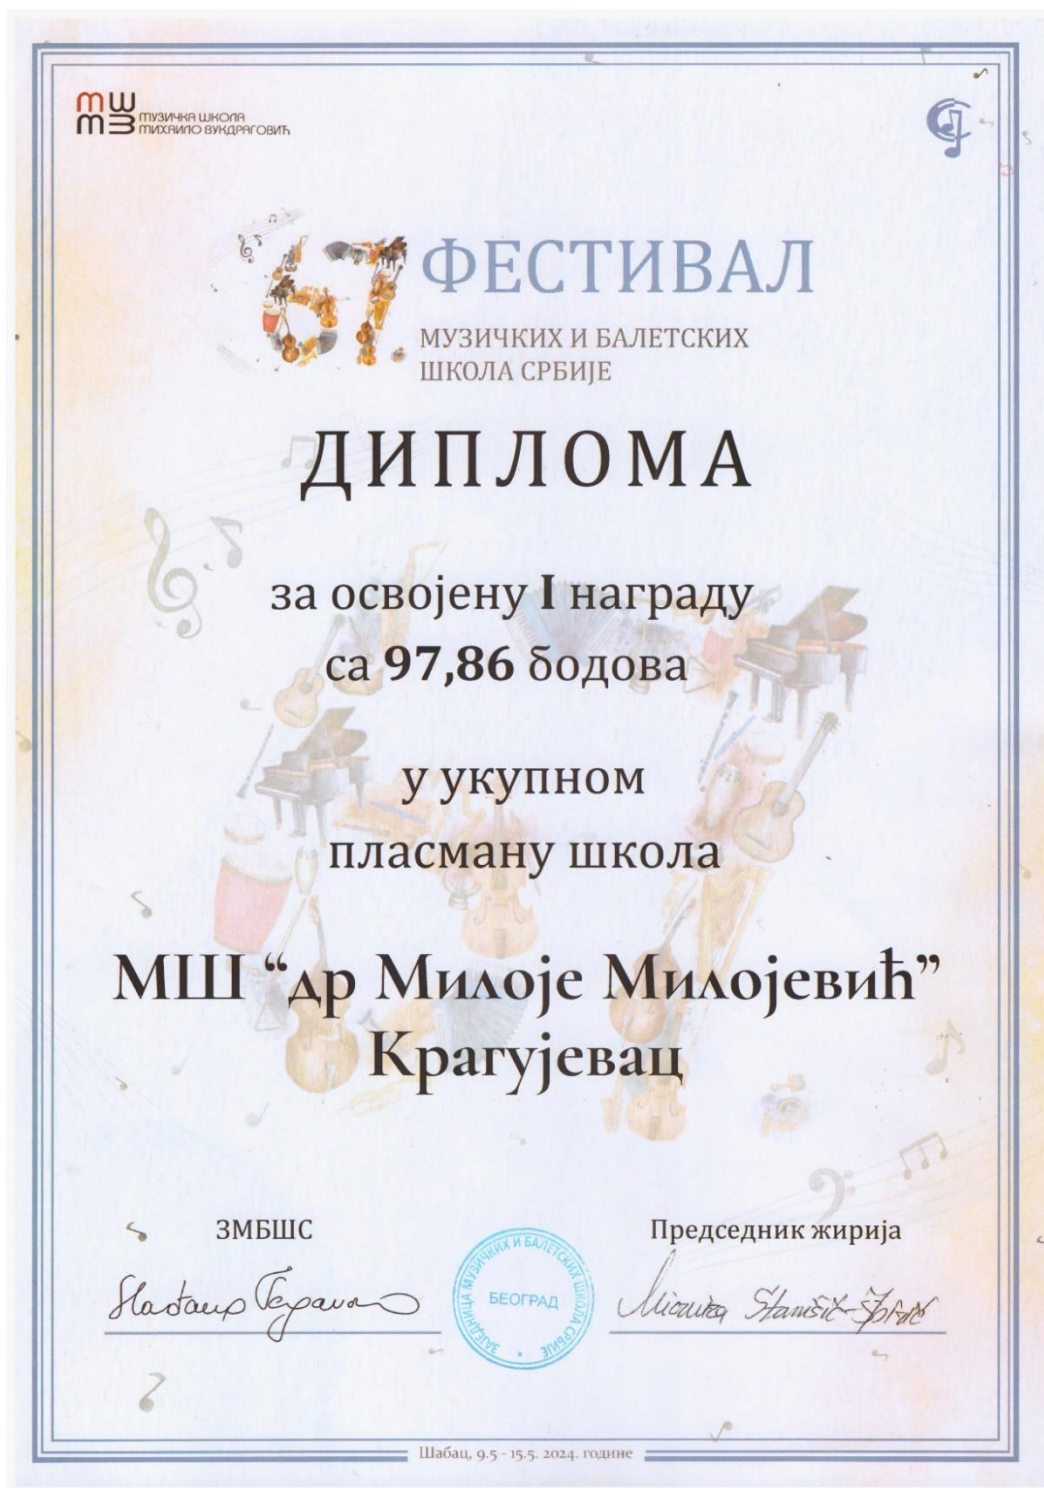 МУЗИЧКА ШКОЛА
МИХАИЛО ВУКДРАГОВИЋ
67. ФЕСТИВАЛ
МУЗИЧКИХ И БАЛЕТСКИХ
ШКОЛА СРБИЈЕ
ДИПЛОМА
за освојену I награду
са 97,86 бодова
у укупном
пласману школа
МШ “др Милоје Милојевић”
Крагујевац
ЗМБШС
Председник жирија
ЗАЈЕДНИЦА МУЗИЧКИХ И БАЛЕТСКИХ ШКОЛА СРБИЈЕ
БЕОГРАД
Шабац, 9.5 - 15.5. 2024. године